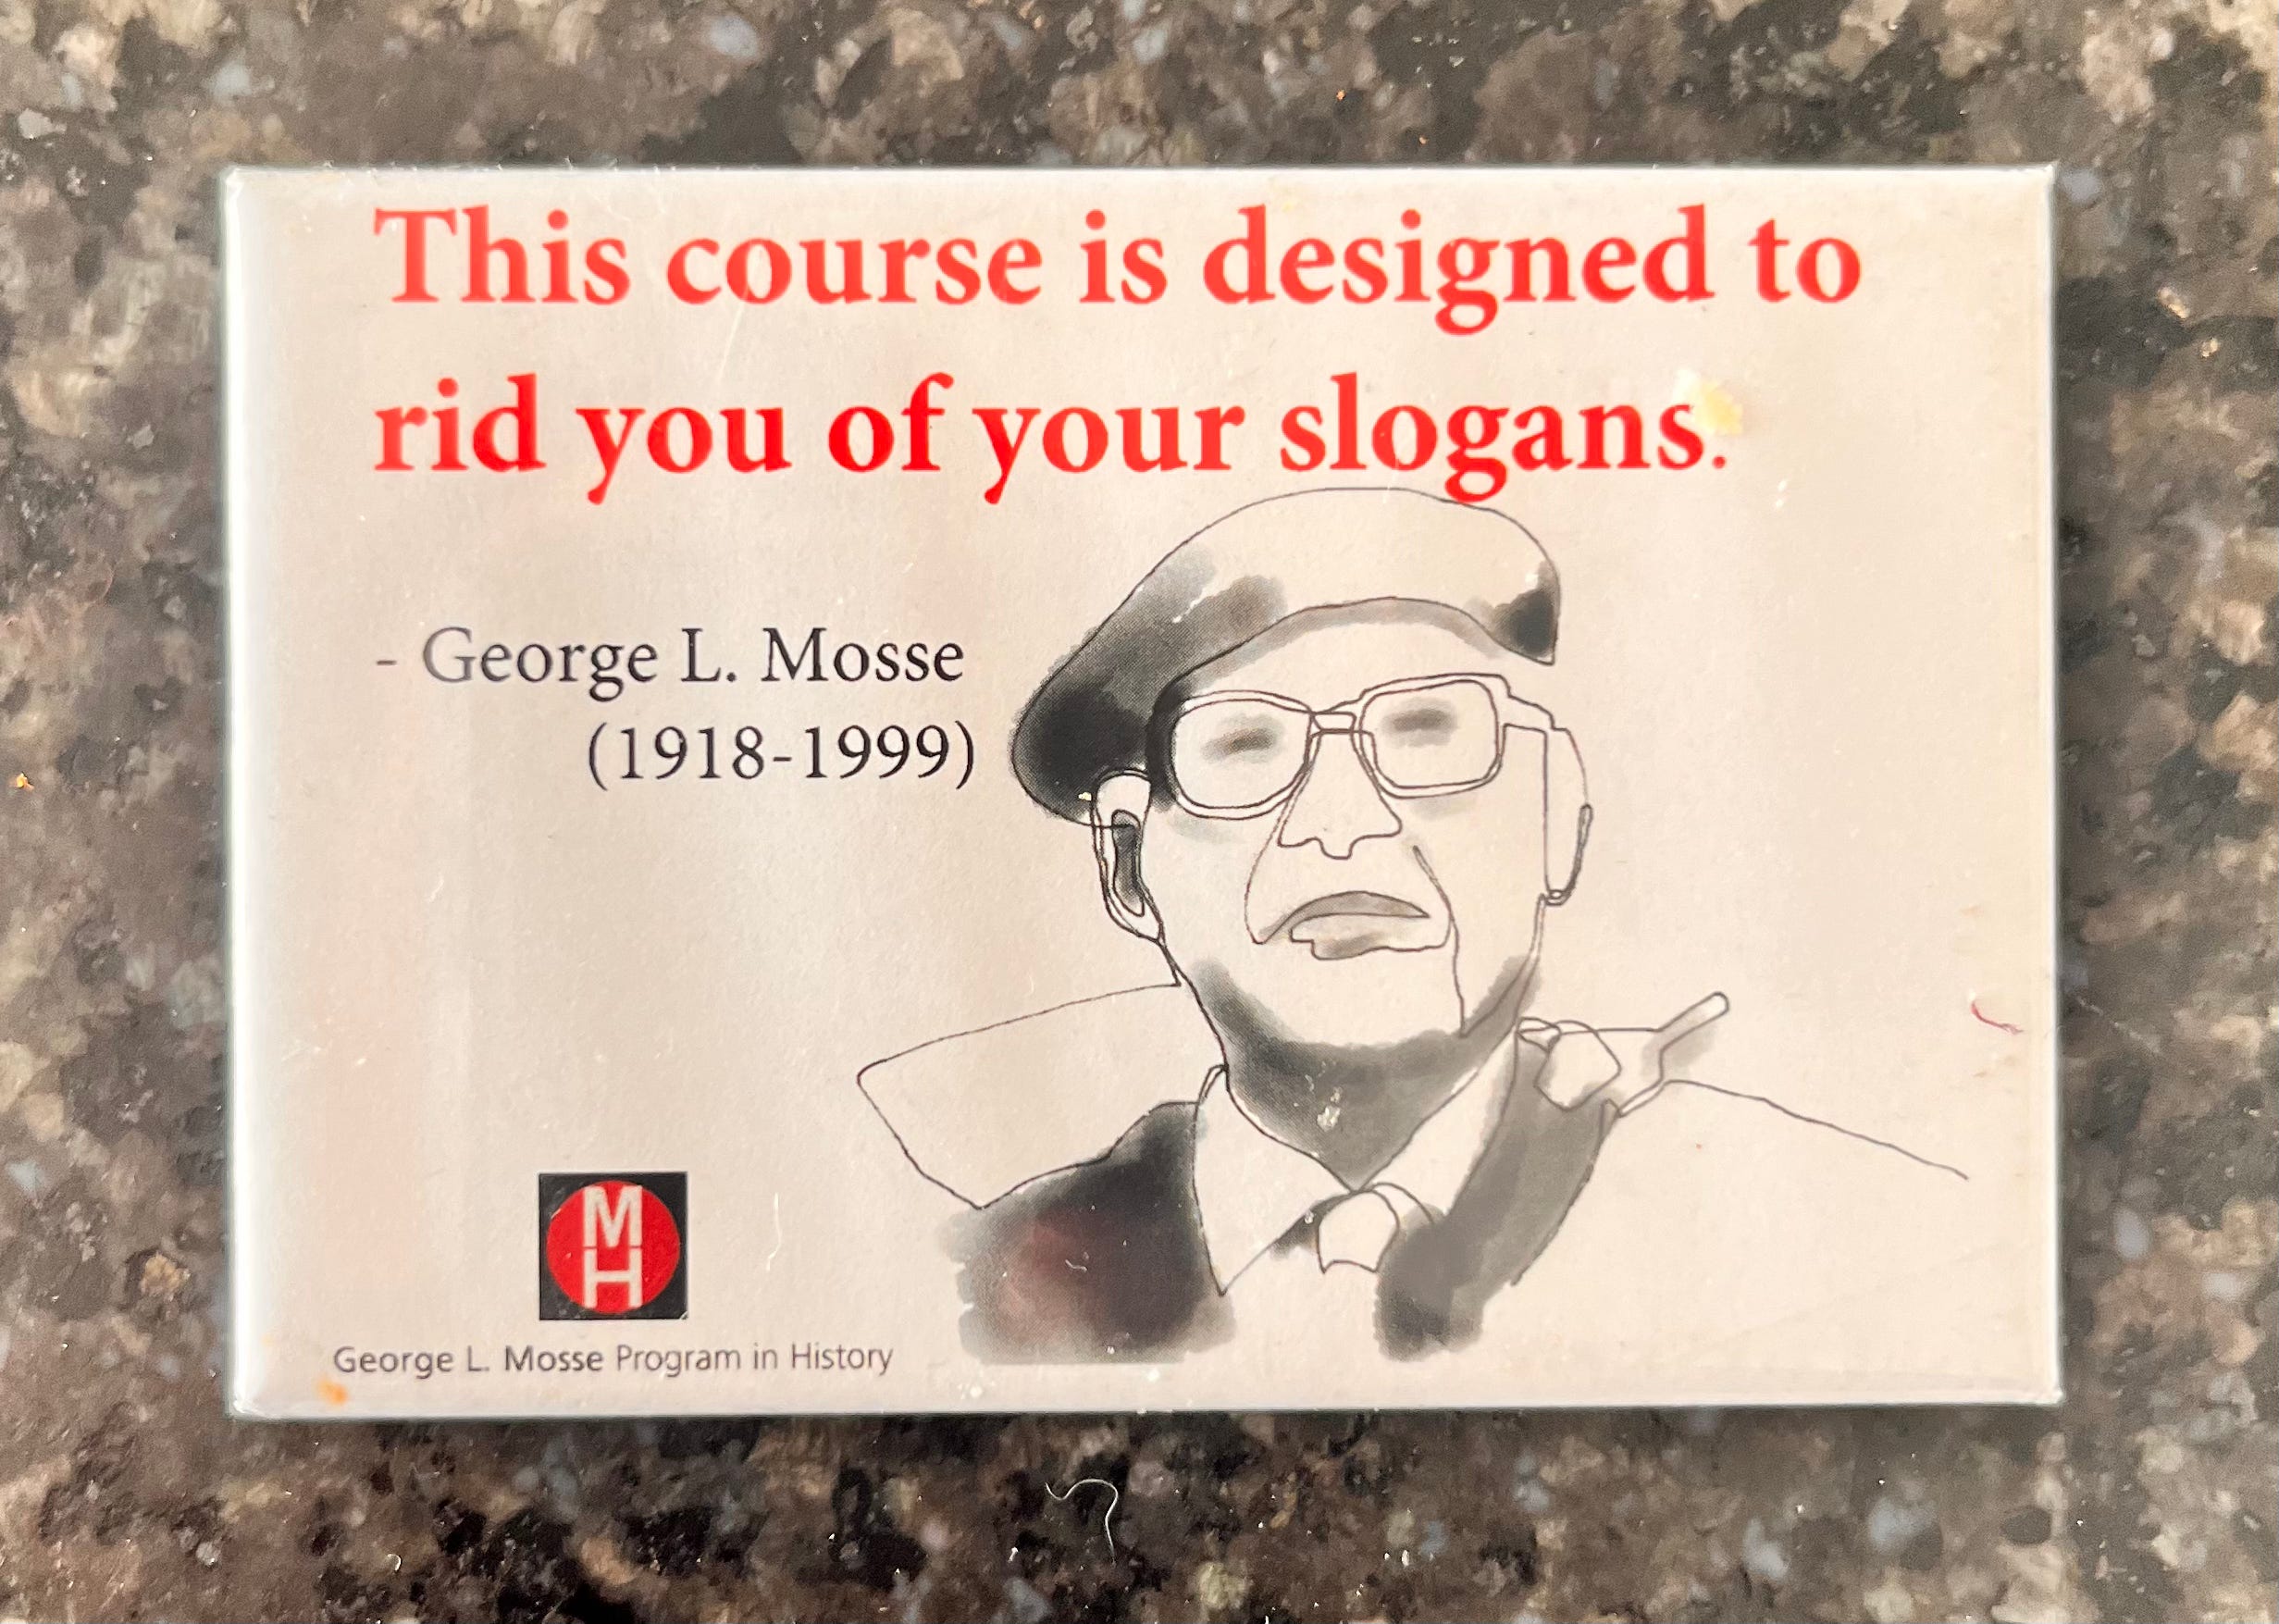 This course is designed to
rid you of your slogans.
- George L. Mosse
(1918-1999)
M
H
George L. Mosse Program in History